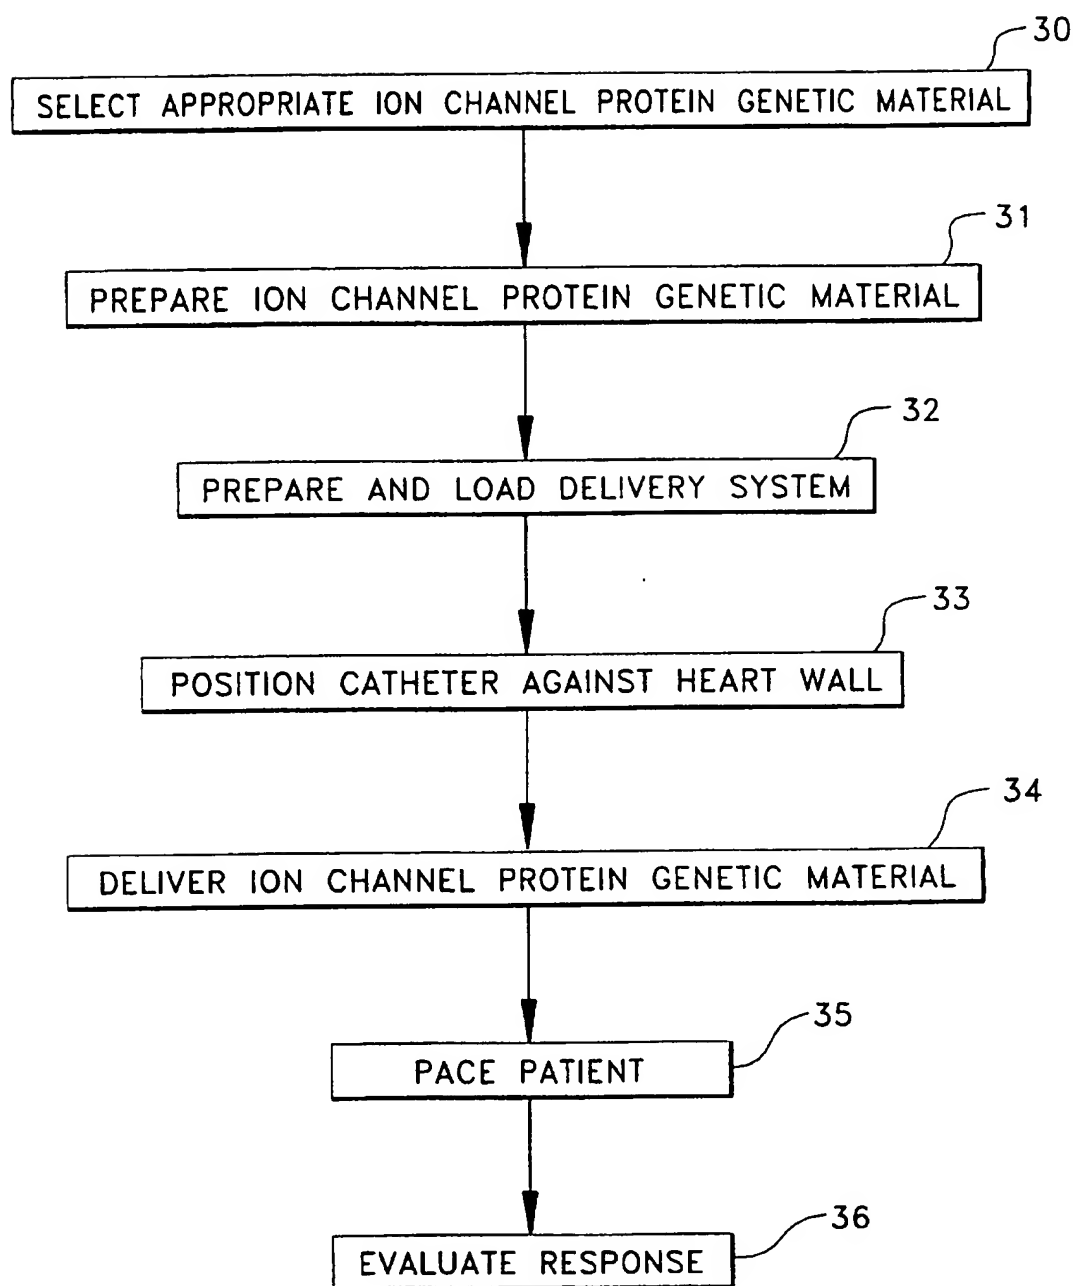 30
SELECT APPROPRIATE ION CHANNEL PROTEIN GENETIC MATERIAL
31
PREPARE ION CHANNEL PROTEIN GENETIC MATERIAL
32
PREPARE AND LOAD DELIVERY SYSTEM
33
POSITION CATHETER AGAINST HEART WALL
34
DELIVER ION CHANNEL PROTEIN GENETIC MATERIAL
35
PACE PATIENT
36
EVALUATE RESPONSE